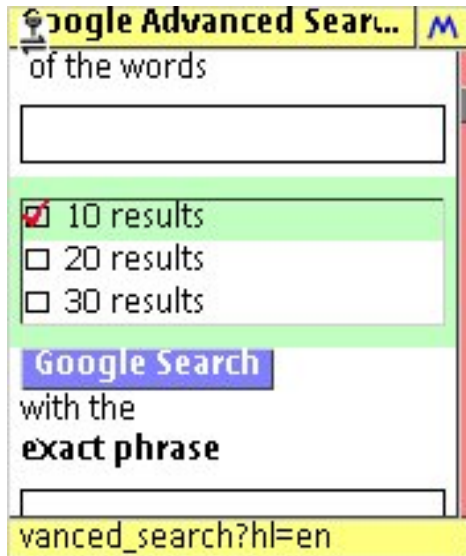 Google Advanced Sear...
of the words
10 results
20 results
30 results
Google Search
with the
exact phrase
vanced_search?hl=en